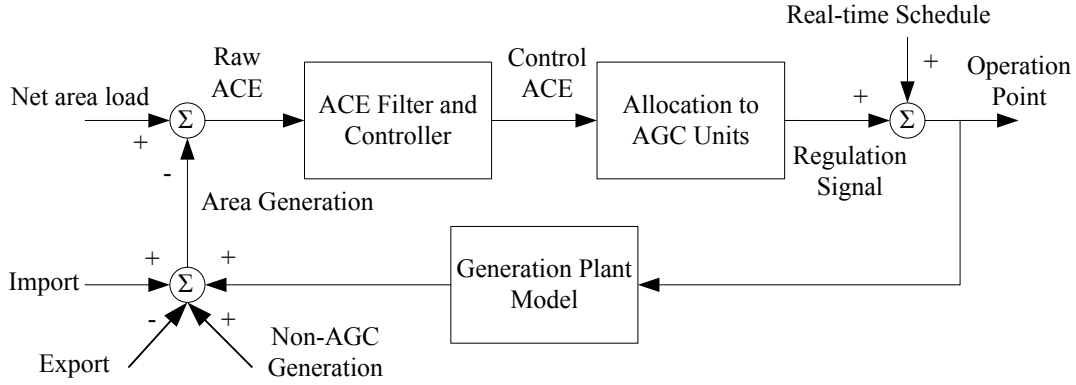 Real-time Schedule
Raw
ACE
Control
ACE
Operation
Point
+
Net area load
Σ
ACE Filter and
Controller
Allocation to
AGC Units
+
Σ
+
-
Regulation
Signal
Area Generation
+
+
Import
Σ
Generation Plant
Model
-
+
Export
Non-AGC
Generation